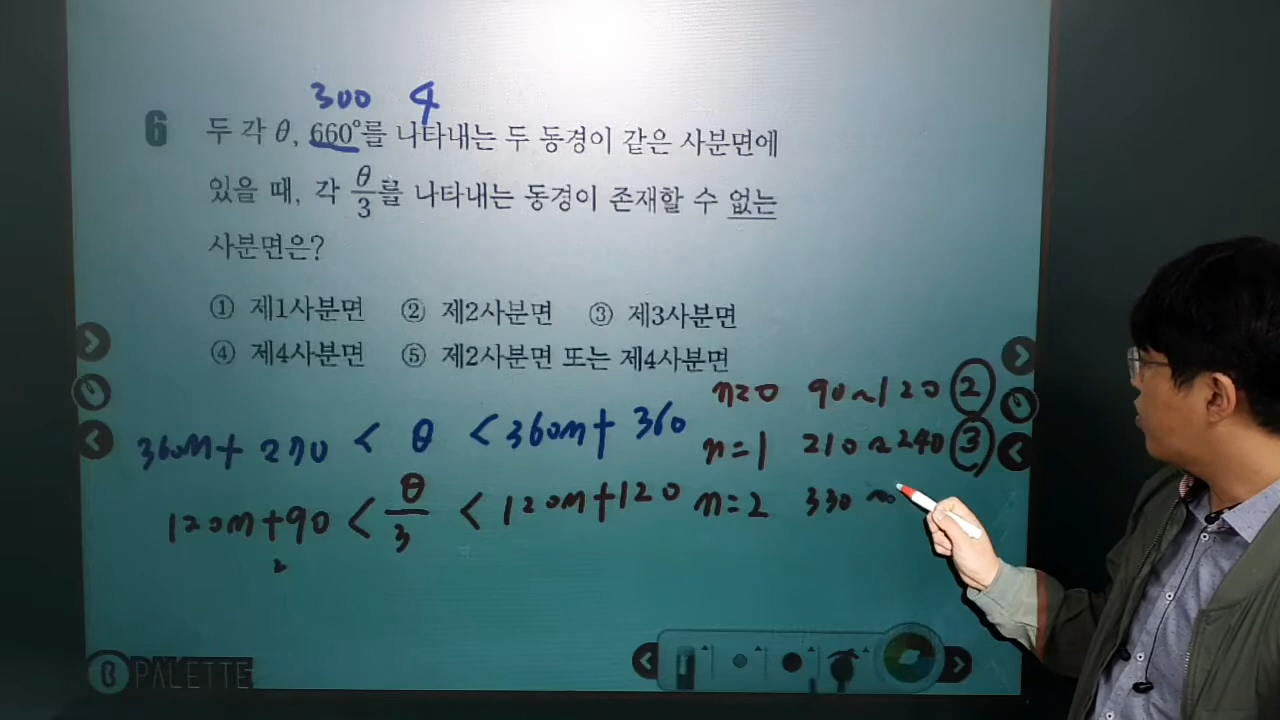 300 4
6 두 각 θ, 660°를 나타내는 두 동경이 같은 사분면에
있을 때, 각 θ/3를 나타내는 동경이 존재할 수 없는
사분면은?
① 제1사분면 ② 제2사분면 ③ 제3사분면
④ 제4사분면 ⑤ 제2사분면 또는 제4사분면
360n+270 < θ < 360n+360
120n+90 < θ/3 < 120n+120
n=0 90~120 ②
n=1 210~240 ③
n=2 330~
PALETTE